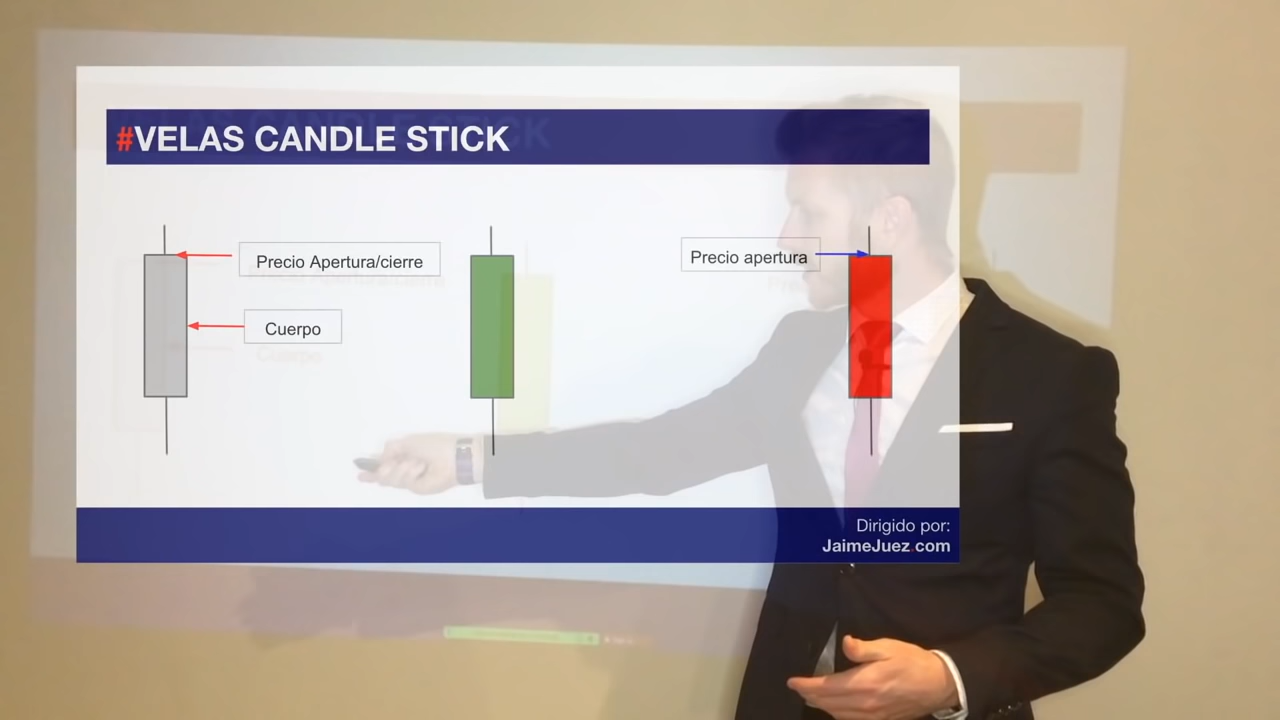 #VELAS CANDLE STICK
Precio Apertura/cierre
Precio apertura
Cuerpo
Dirigido por:
JaimeJuez.com